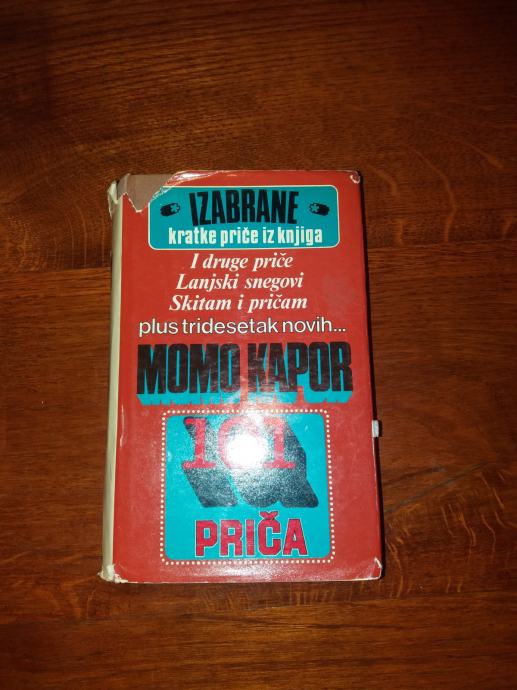 IZABRANE
kratke priče iz knjiga
I druge priče
Lanjski snegovi
Skitam i pričam
plus tridesetak novih...
MOMO KAPOR
101
PRIČA